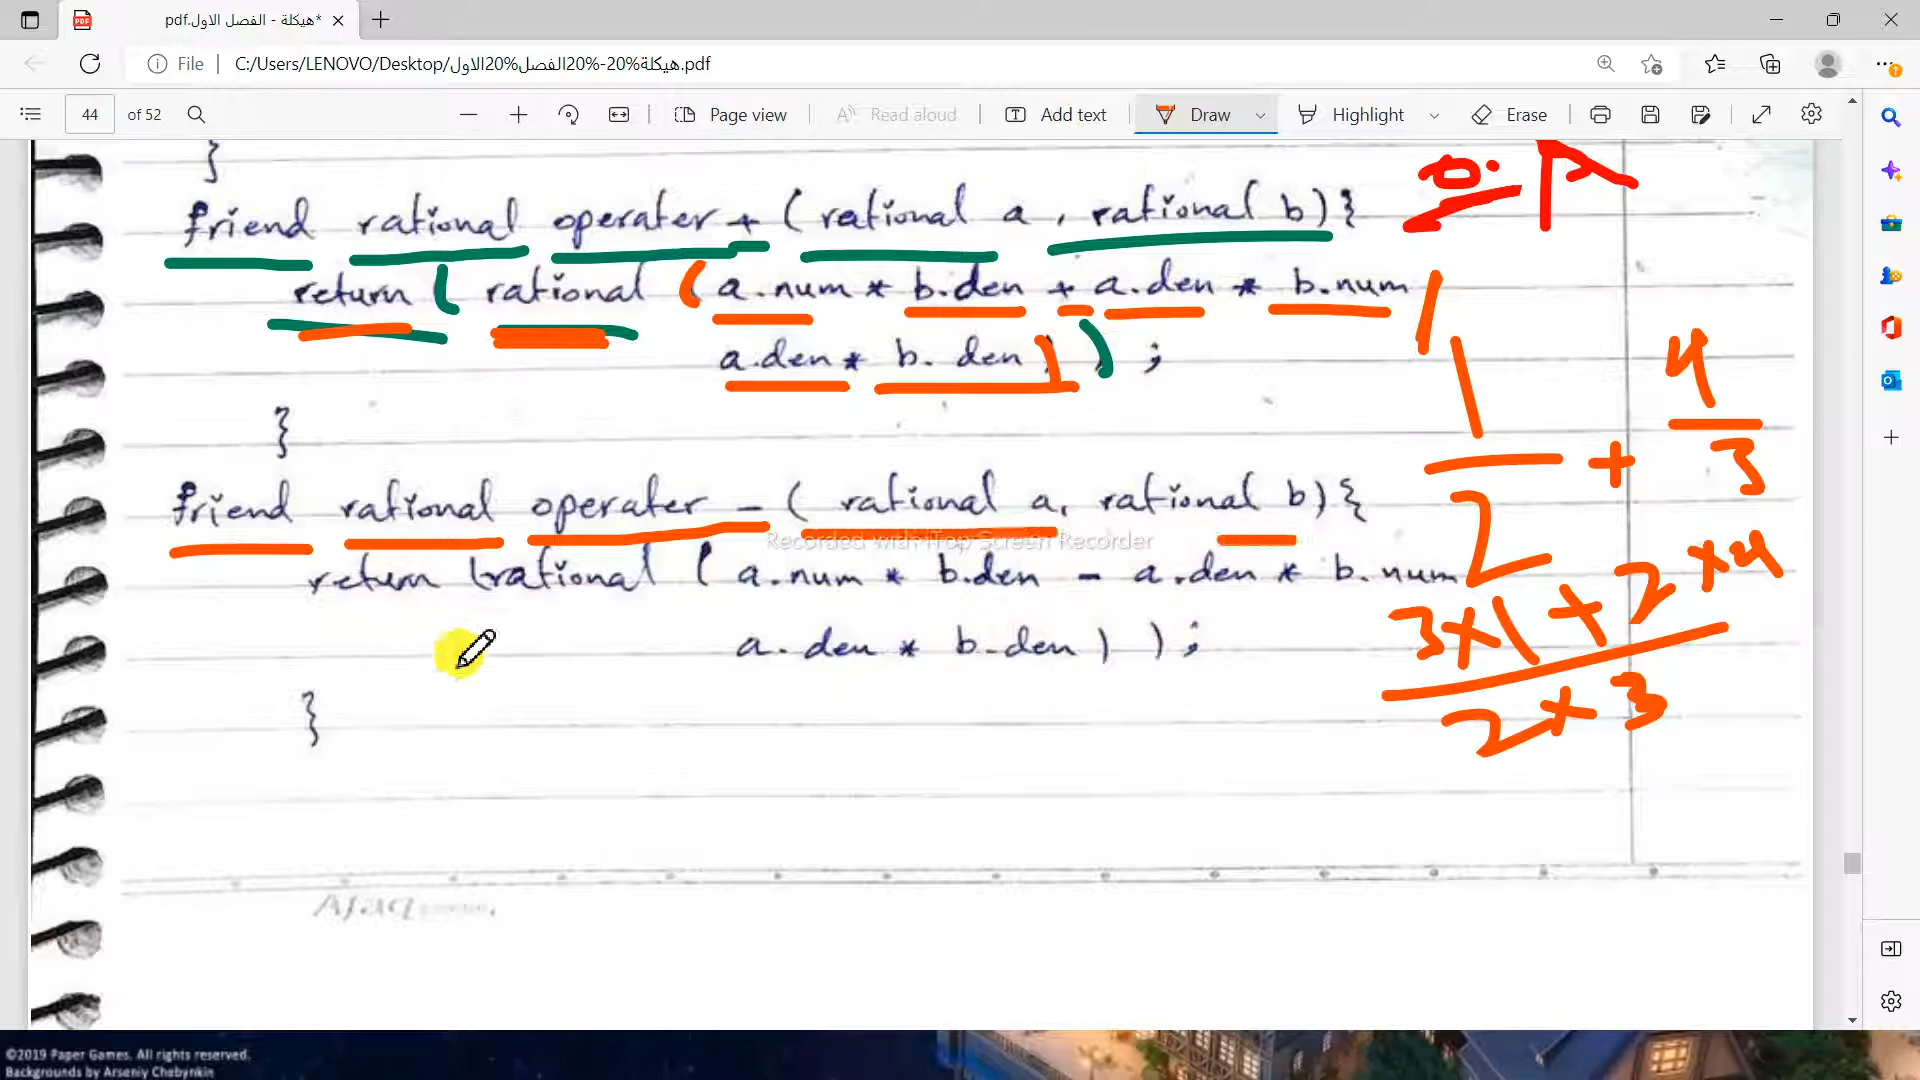 هيكلة - الفصل الاول.pdf*
File C:/Users/LENOVO/Desktop/هيكلة%20-%20الفصل%20الاول.pdf
44 of 52 Page view Read aloud Add text Draw Highlight Erase
}
friend rational operater + ( rational a , rational b) }
return ( rational ( a.num * b.den + a.den * b.num
a.den * b. den ) ) ;
}
friend rational operater - ( rational a, rational b) {
Recorded with iTop Screen Recorder
return (rational ( a.num * b.den - a.den * b.num
a. den * b.den ) ) ;
}
1 4
+
2 3
3x1 + 2x4
2 x 3
©2019 Paper Games. All rights reserved.
Backgrounds by Arseniy Chebynkin